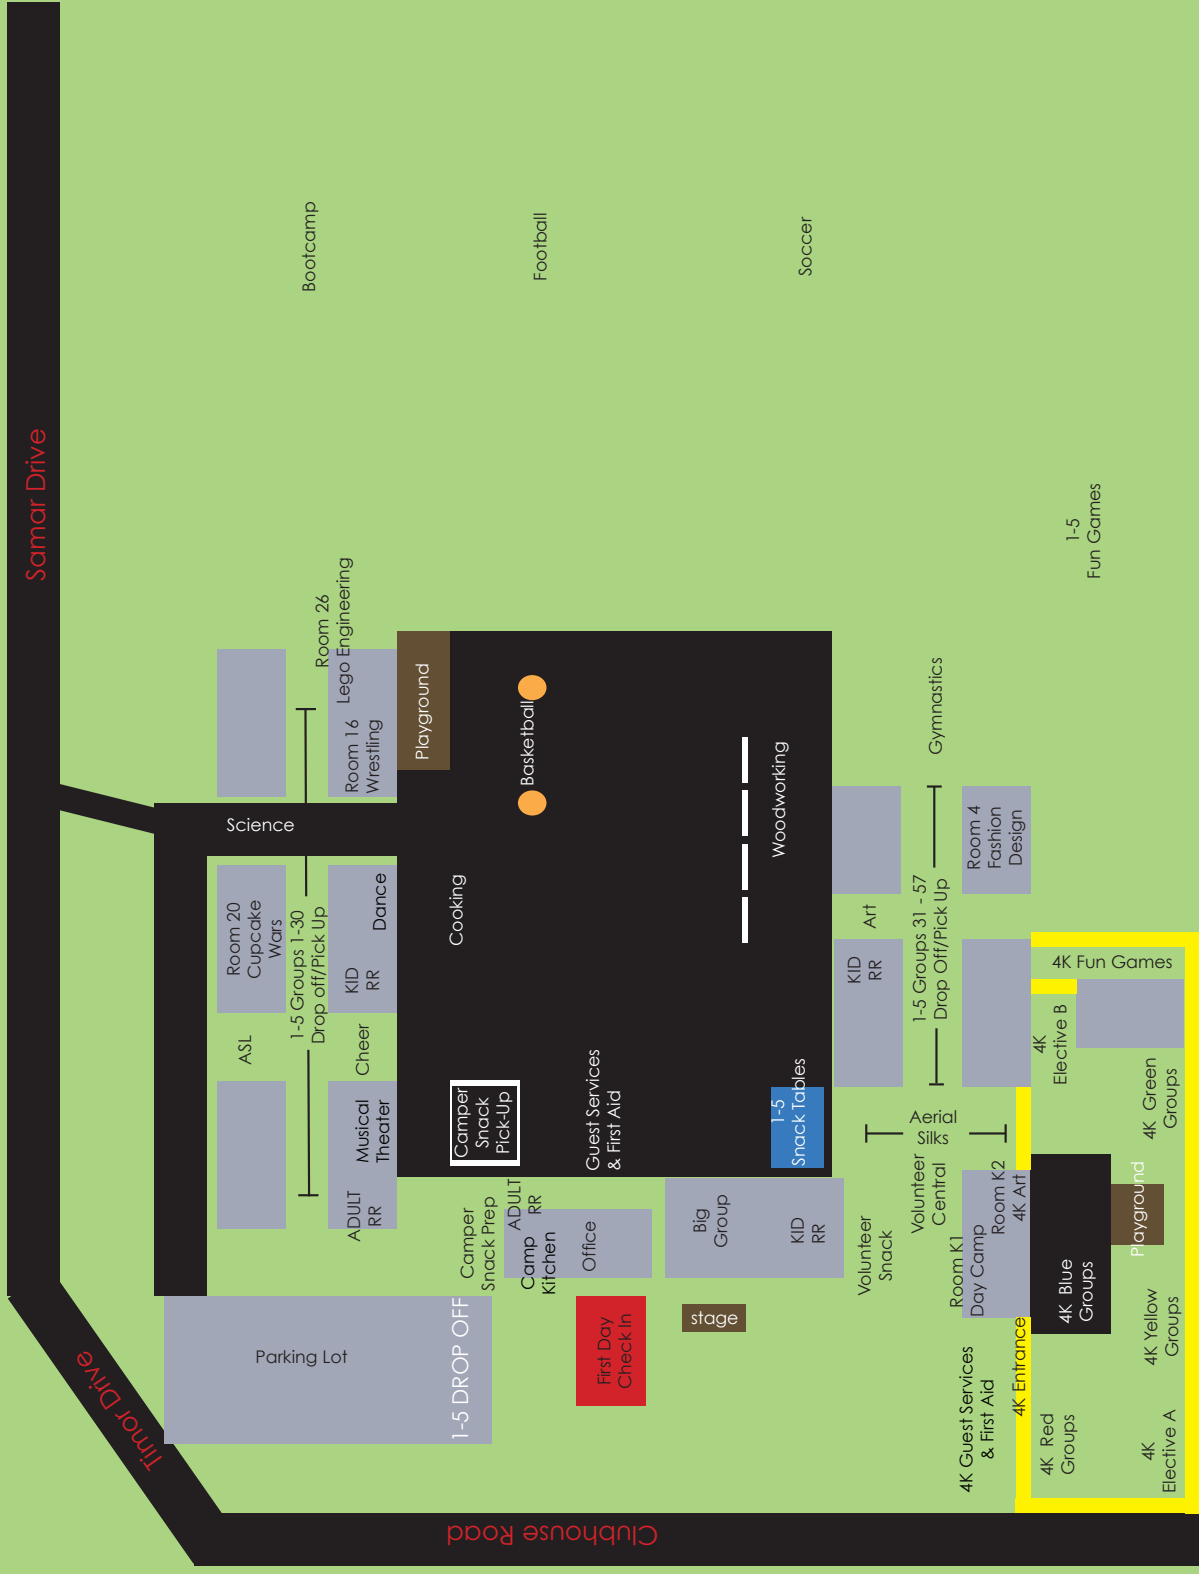 Samar Drive
Timor Drive
Clubhouse Road
Bootcamp
Football
Soccer
1-5
Fun Games
Room 26
Lego Engineering
Room 16
Wrestling
Playground
Basketball
Woodworking
Gymnastics
Science
Room 20
Cupcake
Wars
1-5 Groups 1-30
Drop off/Pick Up
Dance
KID
RR
Cooking
Art
KID
RR
1-5 Groups 31 - 57
Drop Off/Pick Up
Room 4
Fashion
Design
4K Fun Games
ASL
Cheer
Musical
Theater
ADULT
RR
Camper
Snack
Pick-Up
Guest Services
& First Aid
1-5
Snack Tables
Aerial
Silks
4K
Elective B
4K Green
Groups
Camper
Snack Prep
ADULT
RR
Camp
Kitchen
Office
Big
Group
KID
RR
Volunteer
Snack
Volunteer
Central
Room K2
4K Art
Room K1
Day Camp
Playground
4K Blue
Groups
4K Yellow
Groups
Parking Lot
1-5 DROP OFF
First Day
Check In
stage
4K Guest Services
& First Aid
4K Entrance
4K Red
Groups
4K
Elective A